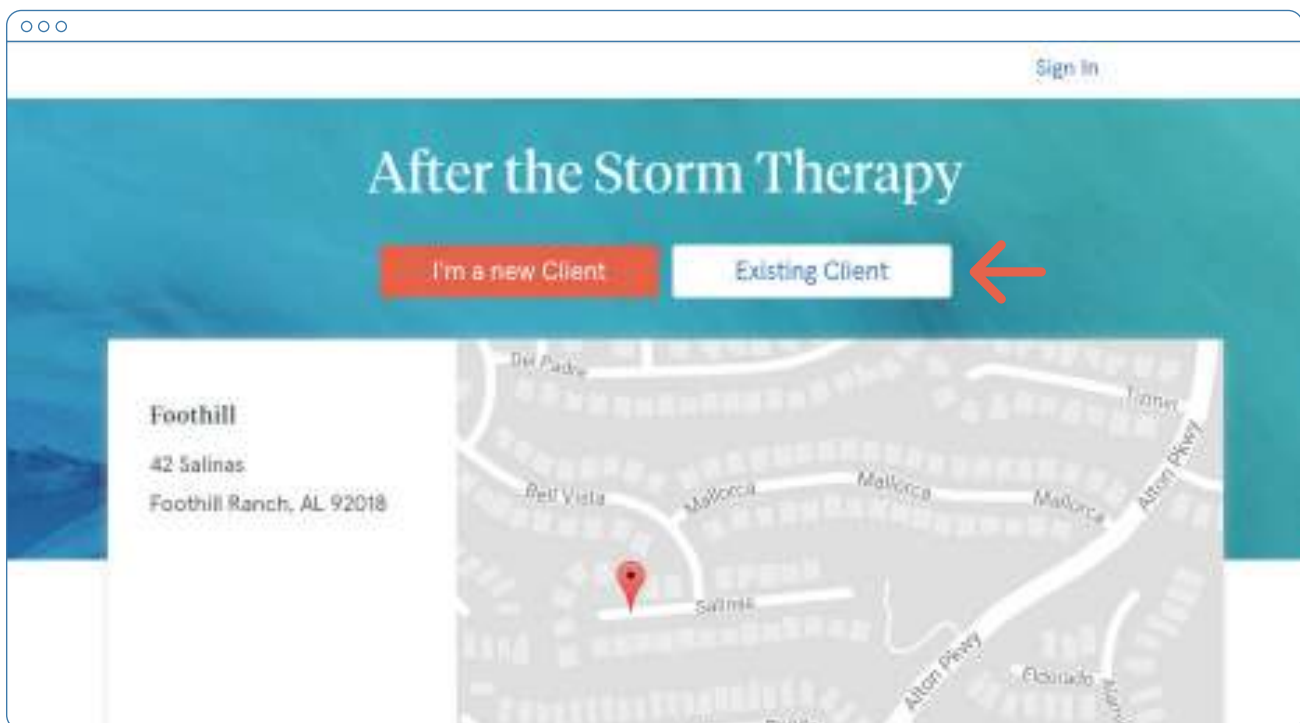 Sign In
After the Storm Therapy
I'm a new Client
Existing Client
Foothill
42 Salinas
Foothill Ranch, AL 92018
Del Padre
Alton Pkwy
Bell Vista
Mallorca
Mallorca
Mallorca
Salinas
Alton Pkwy
Eldorado